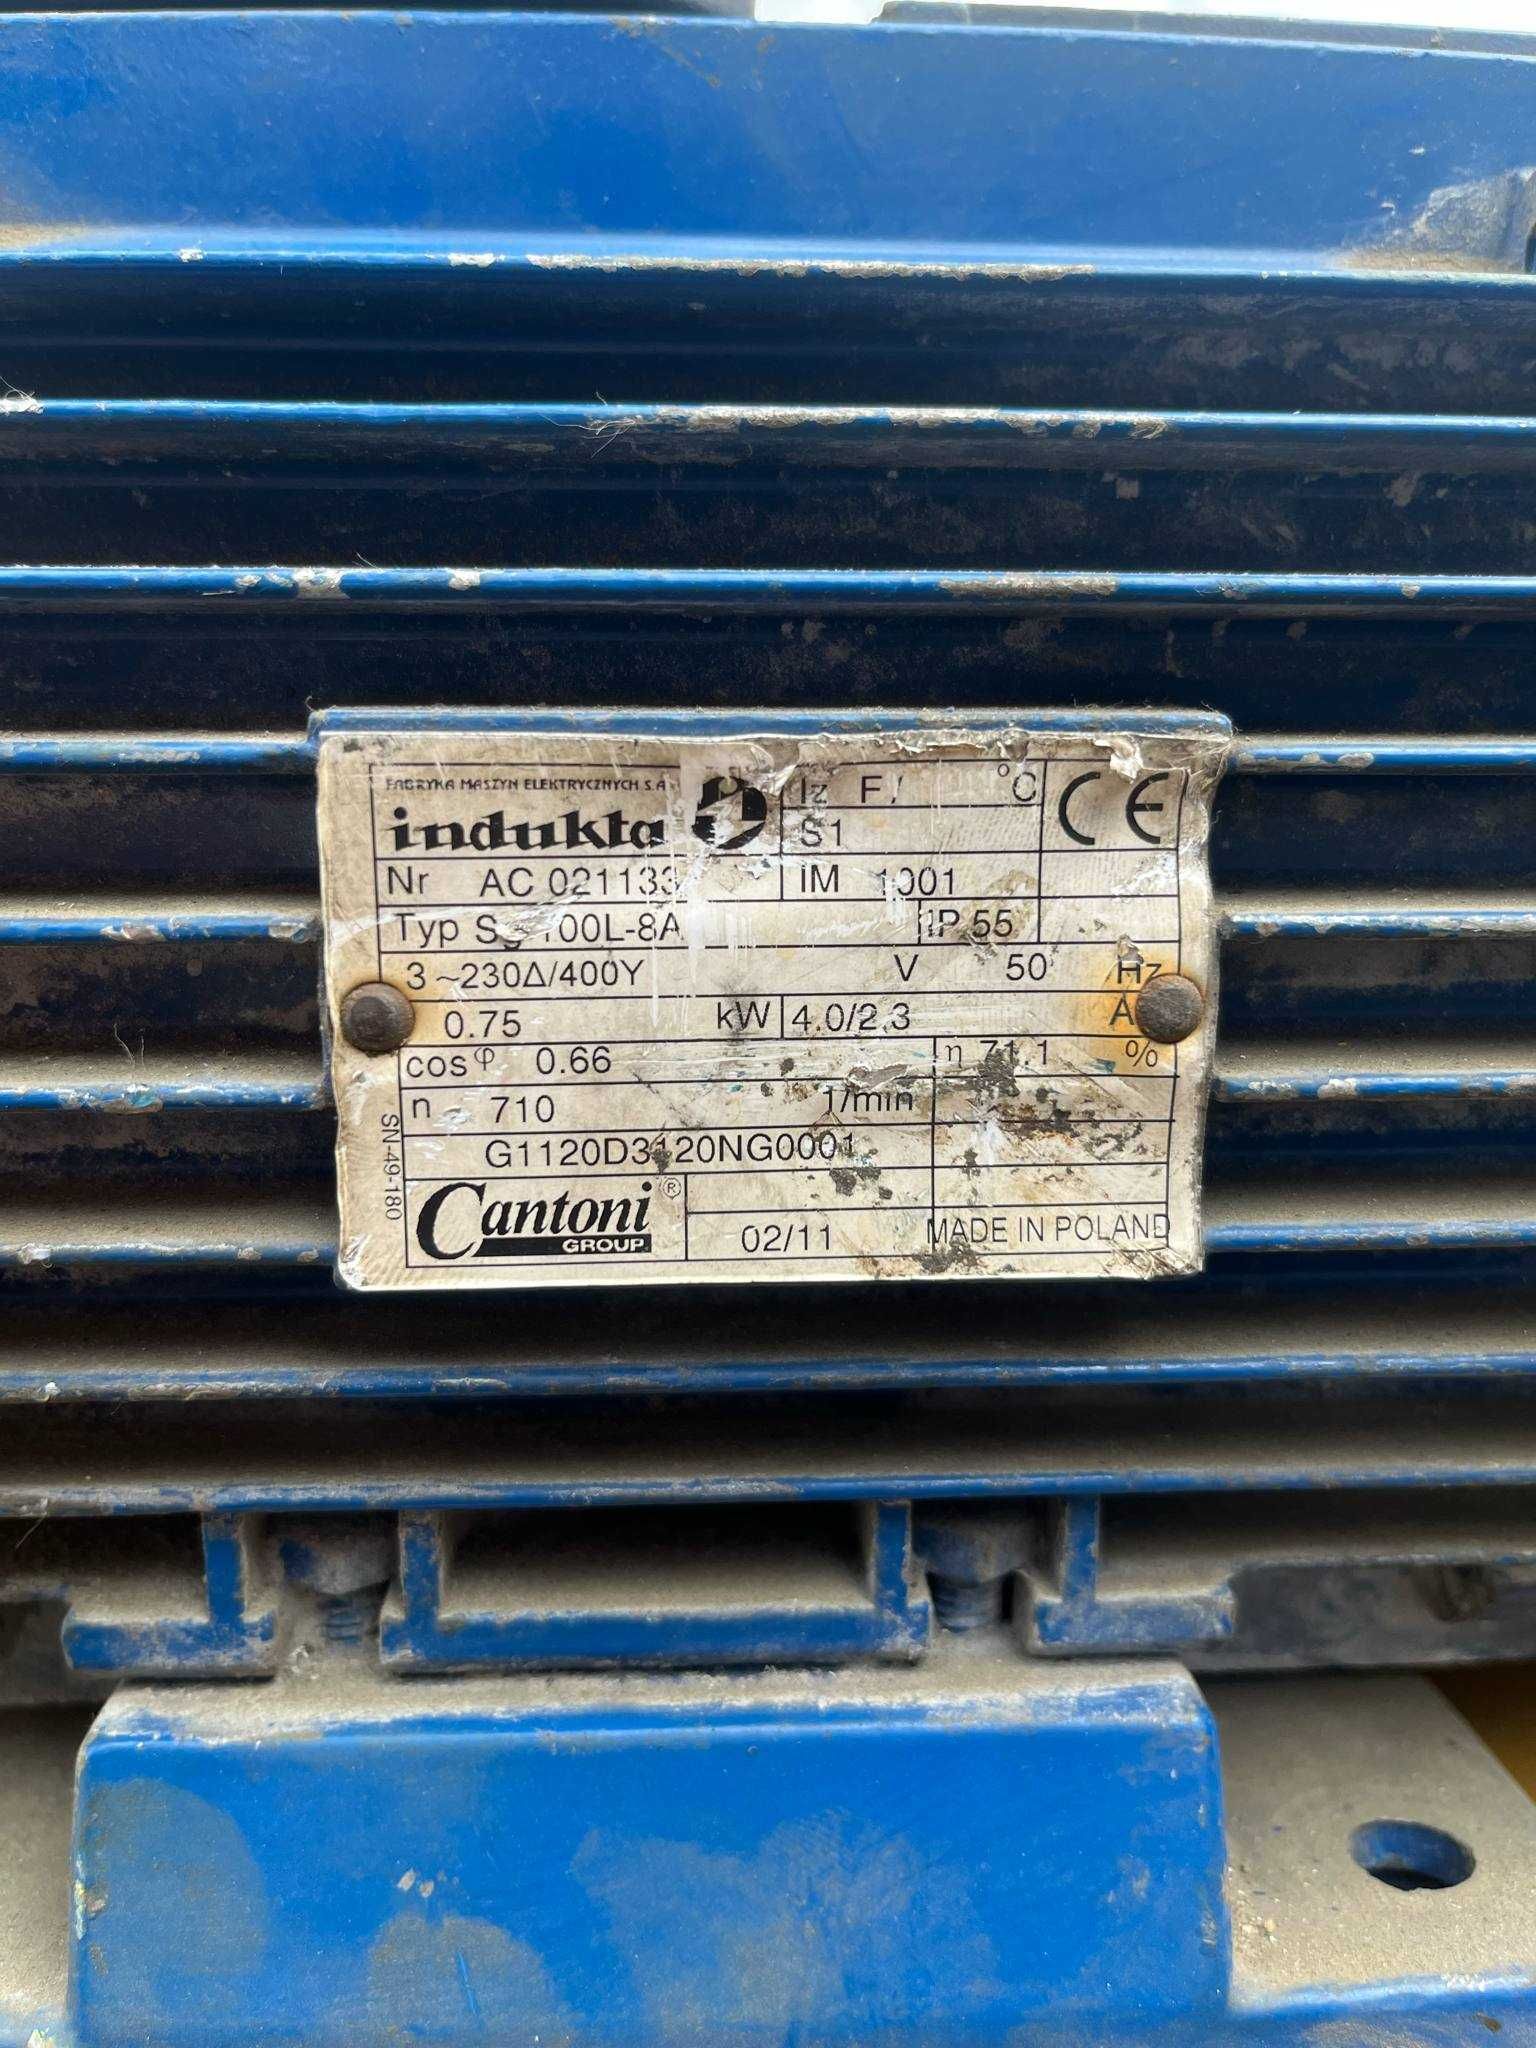 FABRYKA MASZYN ELEKTRYCZNYCH S.A.
indukta
Iz F/ °C
S1
CE
Nr AC 021133
IM 1001
Typ Sg 100L-8A
IP 55
3~230Δ/400Y V 50 Hz
0.75 kW 4.0/2.3 A
cos φ 0.66 η 71.1 %
n 710 1/min
G1120D3120NG0001
SN-49-180
Cantoni®
GROUP
02/11 MADE IN POLAND